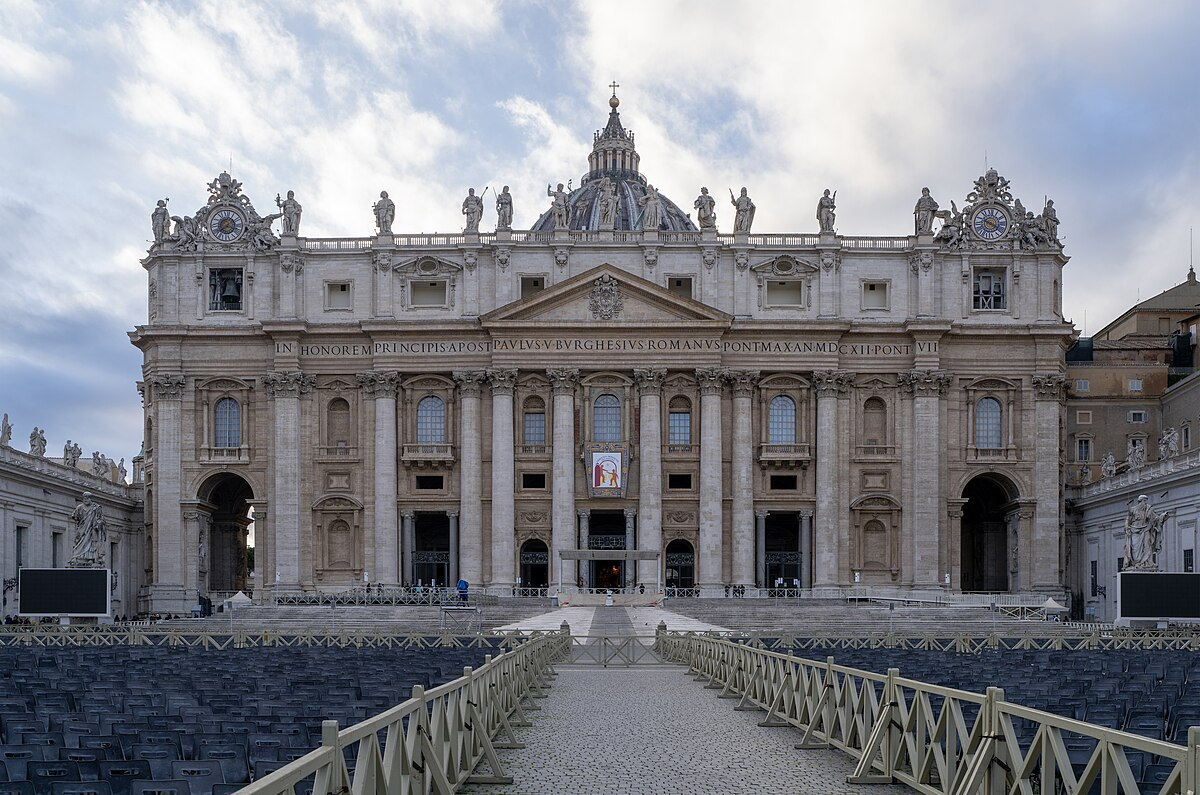 IN HONOREM PRINCIPIS APOST PAVLVS V BVRGHESIVS ROMANVS PONT MAX AN MDCXII PONT VII